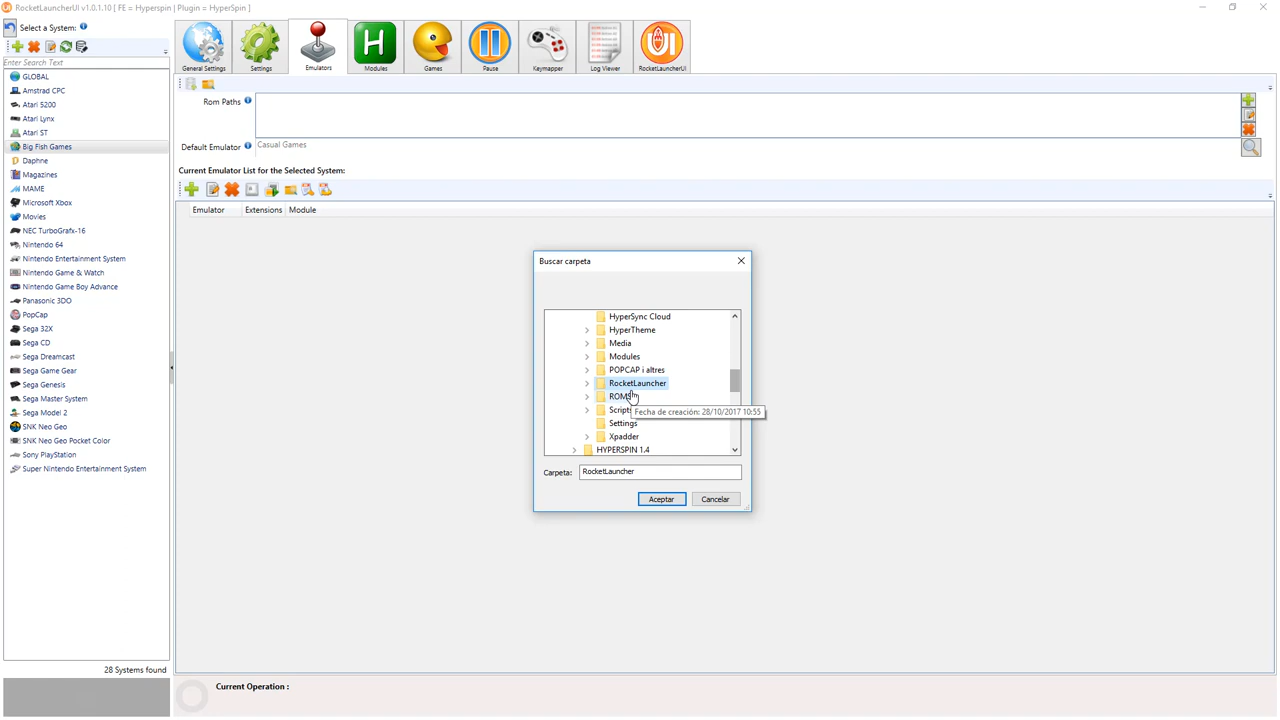 RocketLauncherUI v1.0.1.10 [ FE = Hyperspin | Plugin = HyperSpin ]
Select a System:
Enter Search Text
GLOBAL
Amstrad CPC
Atari 5200
Atari Lynx
Atari ST
Big Fish Games
Daphne
Magazines
MAME
Microsoft Xbox
Movies
NEC TurboGrafx-16
Nintendo 64
Nintendo Entertainment System
Nintendo Game & Watch
Nintendo Game Boy Advance
Panasonic 3DO
PopCap
Sega 32X
Sega CD
Sega Dreamcast
Sega Game Gear
Sega Genesis
Sega Master System
Sega Model 2
SNK Neo Geo
SNK Neo Geo Pocket Color
Sony PlayStation
Super Nintendo Entertainment System
28 Systems found
General Settings
Settings
Emulators
Modules
Games
Pause
Keymapper
Log Viewer
RocketLauncherUI
Rom Paths
Default Emulator
Casual Games
Current Emulator List for the Selected System:
Emulator Extensions Module
Buscar carpeta
HyperSync Cloud
HyperTheme
Media
Modules
POPCAP i altres
RocketLauncher
ROMS
Scripts
Fecha de creación: 28/10/2017 10:55
Settings
Xpadder
HYPERSPIN 1.4
Carpeta: RocketLauncher
Aceptar Cancelar
Current Operation :